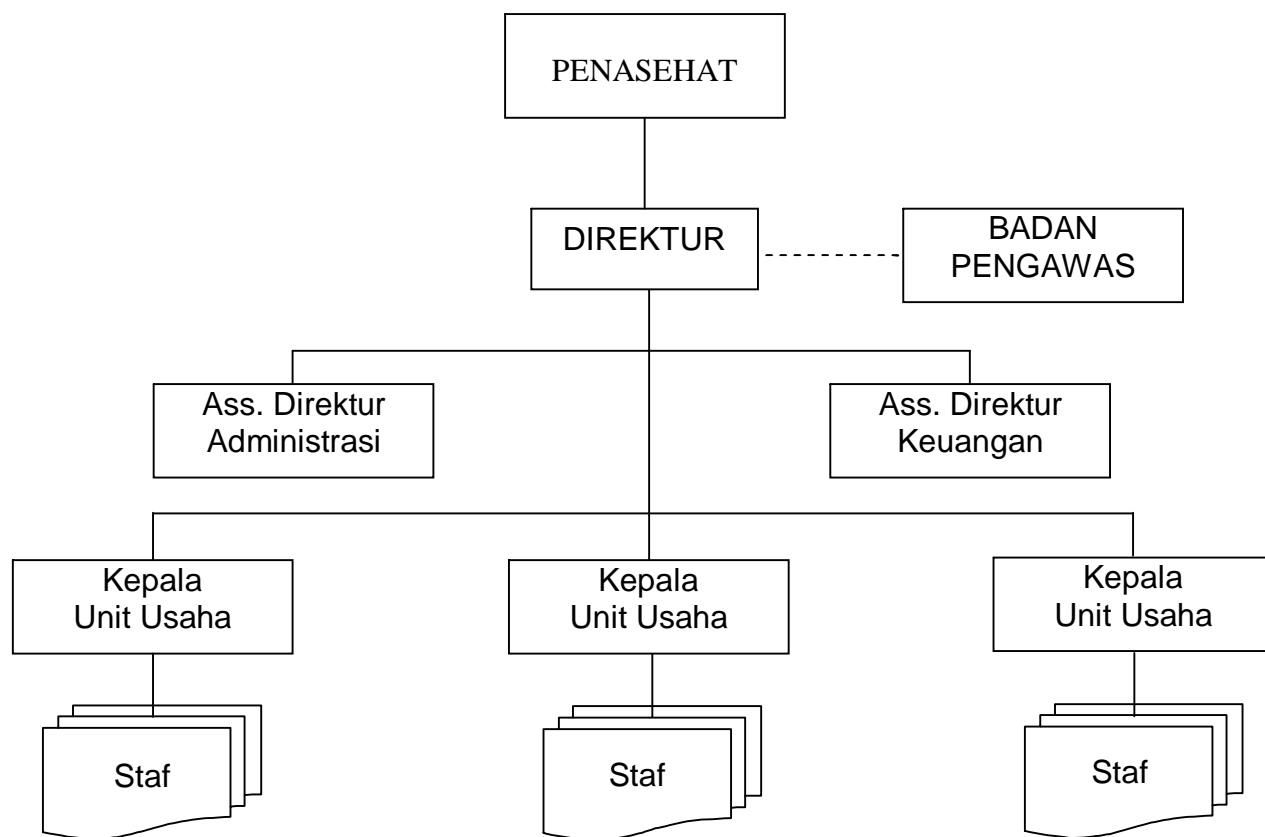 PENASEHAT
DIREKTUR
BADAN
PENGAWAS
Ass. Direktur
Administrasi
Ass. Direktur
Keuangan
Kepala
Unit Usaha
Kepala
Unit Usaha
Kepala
Unit Usaha
Staf
Staf
Staf